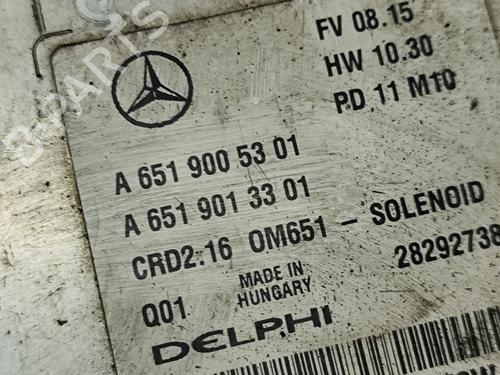 FV 08.15
HW 10.30
PD 11 M10
A 651 900 53 01
A 651 901 33 01
CRD2.16 OM651 - SOLENOID
Q01
MADE IN
HUNGARY
28292738
DELPHI
B-PARTS